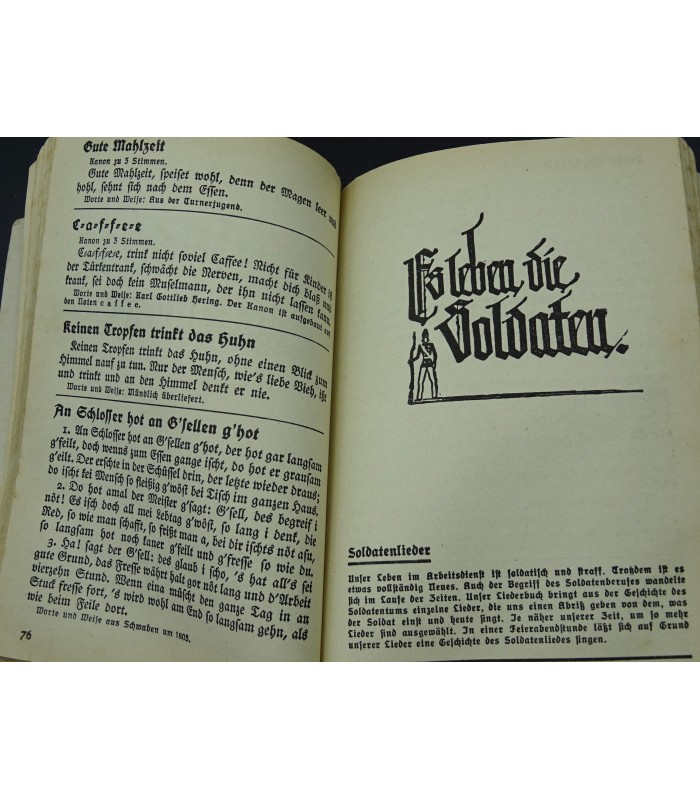 Gute Mahlzeit
Kanon zu 3 Stimmen.
Gute Mahlzeit, speiset wohl, denn der Magen leer und
hohl, sehnt sich nach dem Essen.
Worte und Weise: Aus der Turnerjugend.
C-a-f-f-e-e
Kanon zu 3 Stimmen.
C-a-f-f-e-e, trink nicht soviel Caffee! Nicht für Kinder ist
der Türkentrank, schwächt die Nerven, macht dich blaß und
krank, sei doch kein Muselmann, der ihn nicht lassen kann.
Worte und Weise: Karl Gottlieb Hering. Der Kanon ist aufgebaut auf
den Noten c a f f e e.
Keinen Tropfen trinkt das Huhn
Keinen Tropfen trinkt das Huhn, ohne einen Blick zum
Himmel nauf zu tun. Nur der Mensch, wie's liebe Vieh, ißt
und trinkt und an den Himmel denkt er nie.
Worte und Weise: Mündlich überliefert.
An Schlosser hot an G'sellen g'hot
1. An Schlosser hot an G'sellen g'hot, der hot gar langsam
g'feilt, doch wenns zum Essen gange ischt, do hot er grausam
g'eilt. Der erschte in der Schüssel drin, der letzte wieder draus;
do ischt kei Mensch so fleißig g'wöst bei Tisch im ganzen Haus.
2. Do hot amal der Meister g'sagt: G'sell, des begreif i
nöt! Es isch doch all mei Lebtag g'wöst, so lang i denk, die
Red, so wie man schafft, so frißt man a, bei dir ischts nöt asu,
so langsam hot noch kaner g'feilt und g'fresse so wie du.
3. Ha! sagt der G'sell: des glaub i scho, 's hat all's sei
gute Grund, das Fresse währt halt gor nöt lang und d'Arbeit
vierzehn Stund. Wenn eina müscht den ganze Tag in an
Stuck fresse fort, 's wird wohl am End so langsam gehn, als
wie beim Feile dort.
Worte und Weise aus Schwaben um 1805.
76
Es leben die
Soldaten.
Soldatenlieder
Unser Leben im Arbeitsdienst ist soldatisch und straff. Trotzdem ist es
etwas vollständig Neues. Auch der Begriff des Soldatenberufes wandelte
sich im Laufe der Zeiten. Unser Liederbuch bringt aus der Geschichte des
Soldatentums einzelne Lieder, die uns einen Abriß geben von dem, was
der Soldat einst und heute singt. Je näher unserer Zeit, um so mehr
Lieder sind ausgewählt. In einer Feierabendstunde läßt sich auf Grund
unserer Lieder eine Geschichte des Soldatenliedes singen.